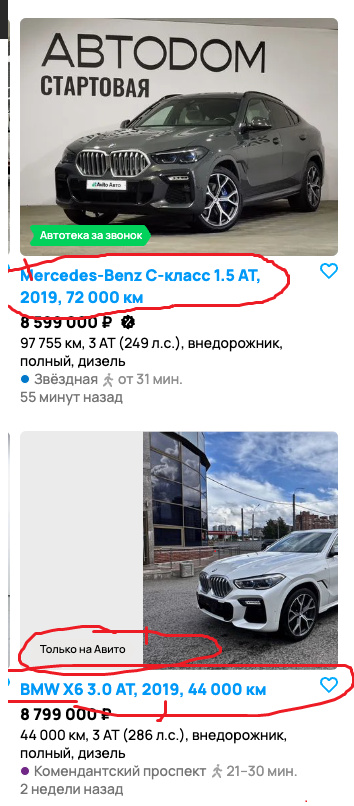 АВТОДОМ
СТАРТОВАЯ
Avito Авто
Автотека за звонок
Mercedes-Benz C-класс 1.5 AT,
2019, 72 000 км
8 599 000 ₽
97 755 км, 3 AT (249 л.с.), внедорожник,
полный, дизель
Звёздная от 31 мин.
55 минут назад
Только на Авито
BMW X6 3.0 AT, 2019, 44 000 км
8 799 000 ₽
44 000 км, 3 AT (286 л.с.), внедорожник,
полный, дизель
Комендантский проспект 21–30 мин.
2 недели назад